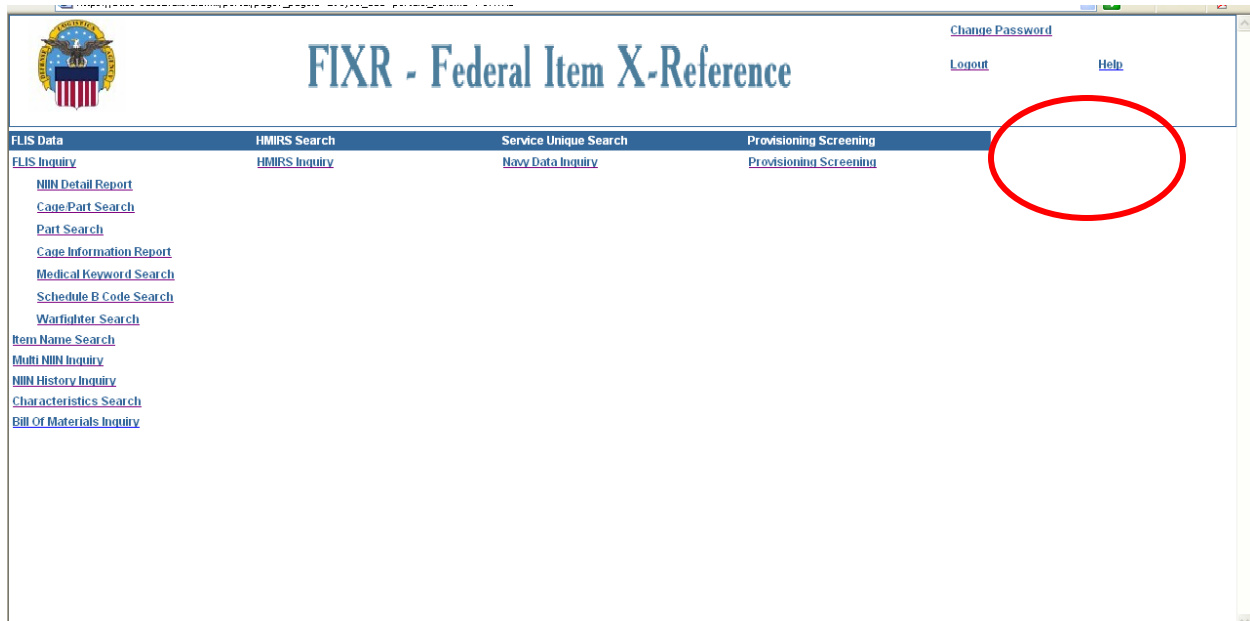 Change Password
FIXR - Federal Item X-Reference
Logout Help
FLIS Data HMIRS Search Service Unique Search Provisioning Screening
FLIS Inquiry HMIRS Inquiry Navy Data Inquiry Provisioning Screening
NIIN Detail Report
Cage/Part Search
Part Search
Cage Information Report
Medical Keyword Search
Schedule B Code Search
Warfighter Search
Item Name Search
Multi NIIN Inquiry
NIIN History Inquiry
Characteristics Search
Bill Of Materials Inquiry